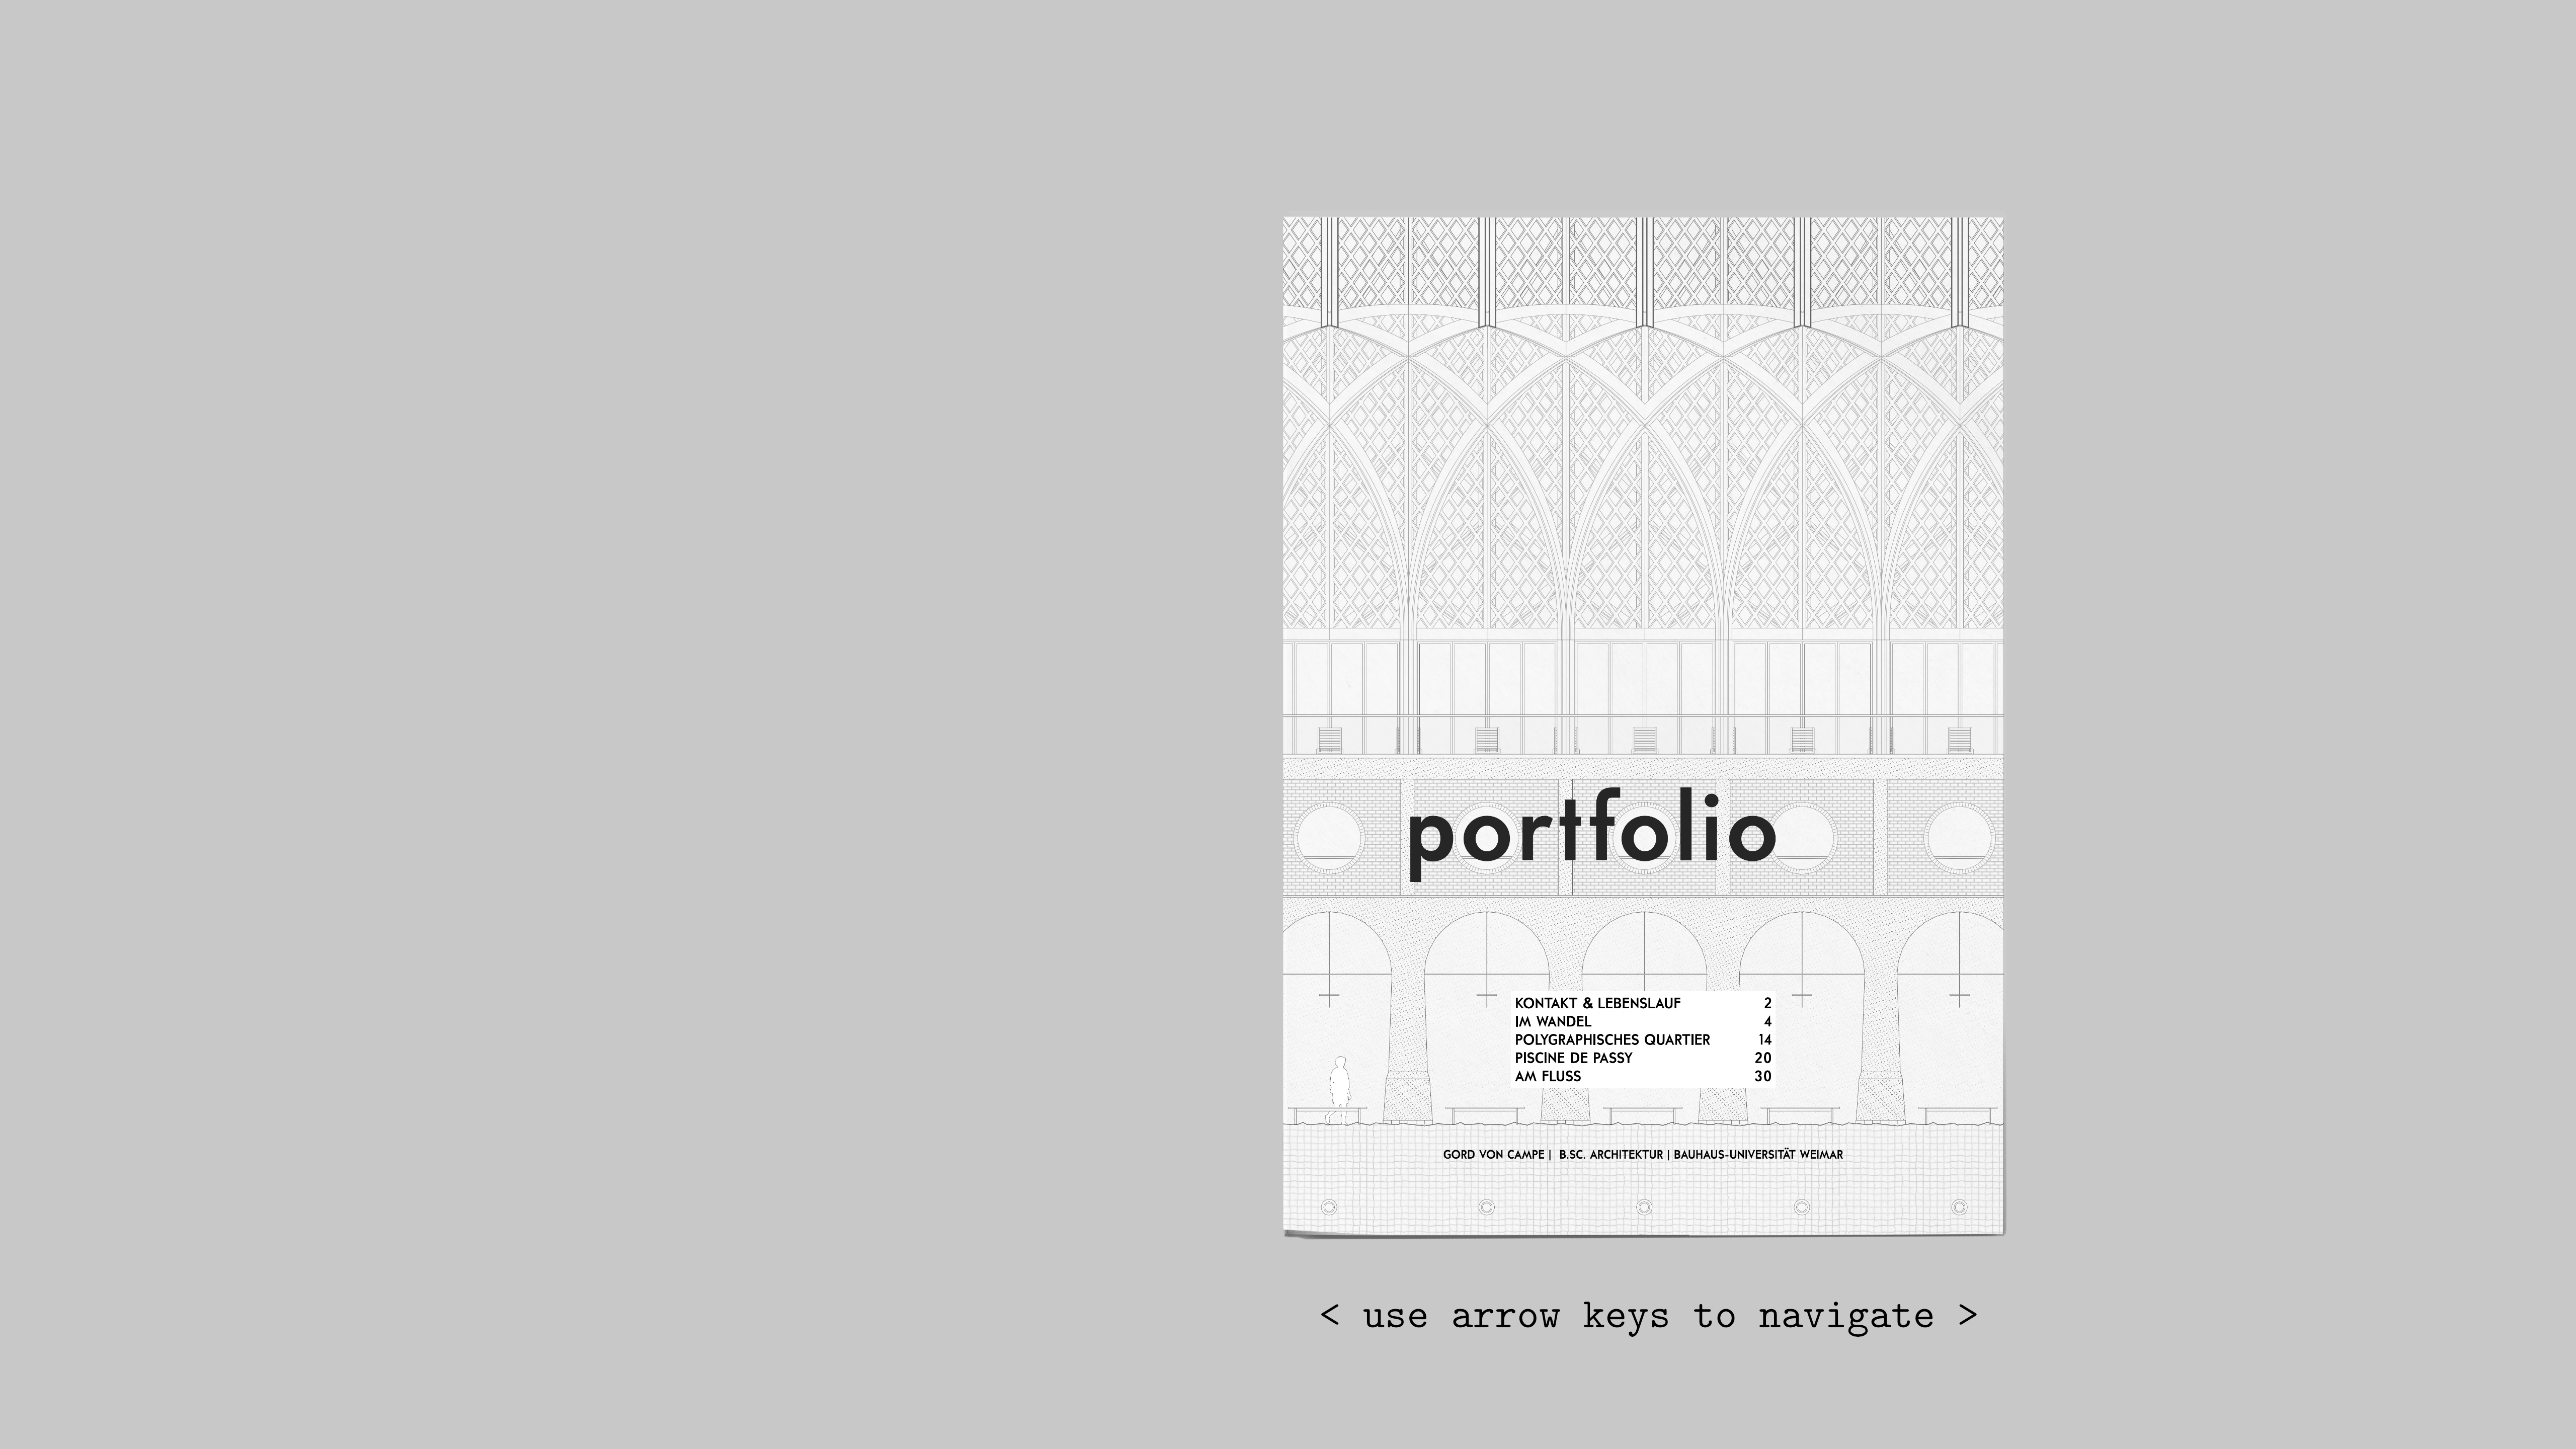 portfolio
KONTAKT & LEBENSLAUF 2
IM WANDEL 4
POLYGRAPHISCHES QUARTIER 14
PISCINE DE PASSY 20
AM FLUSS 30
GORD VON CAMPE | B.SC. ARCHITEKTUR | BAUHAUS-UNIVERSITÄT WEIMAR
< use arrow keys to navigate >